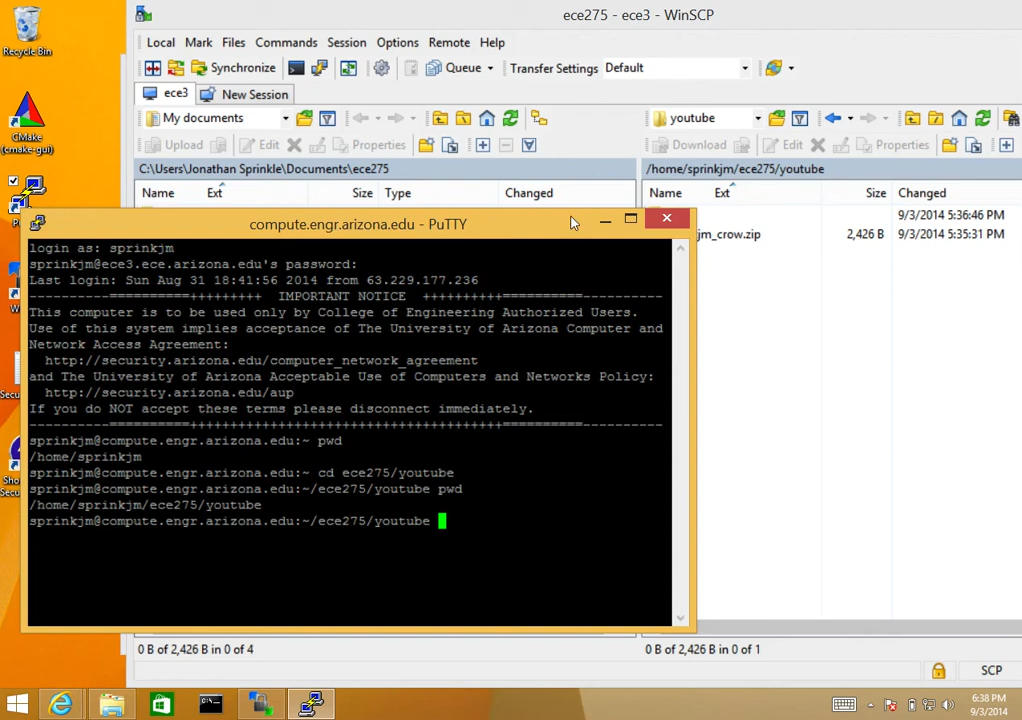 Recycle Bin
CMake
(cmake-gui)
ece275 - ece3 - WinSCP
Local Mark Files Commands Session Options Remote Help
Synchronize Queue Transfer Settings Default
ece3 New Session
My documents
Upload Edit Properties
C:\Users\Jonathan Sprinkle\Documents\ece275
Name Ext Size Type Changed
youtube
Download Edit Properties
/home/sprinkjm/ece275/youtube
Name Ext Size Changed
9/3/2014 5:36:46 PM
jm_crow.zip 2,426 B 9/3/2014 5:35:31 PM
compute.engr.arizona.edu - PuTTY
login as: sprinkjm
sprinkjm@ece3.ece.arizona.edu's password:
Last login: Sun Aug 31 18:41:56 2014 from 63.229.177.236
----------==========+++++++++  IMPORTANT NOTICE  ++++++++++==========----------
This computer is to be used only by College of Engineering Authorized Users.
Use of this system implies acceptance of The University of Arizona Computer and
Network Access Agreement:
http://security.arizona.edu/computer_network_agreement
and The University of Arizona Acceptable Use of Computers and Networks Policy:
http://security.arizona.edu/aup
If you do NOT accept these terms please disconnect immediately.
----------==========+++++++++++++++++++++++++++++++++++++++==========----------
sprinkjm@compute.engr.arizona.edu:~ pwd
/home/sprinkjm
sprinkjm@compute.engr.arizona.edu:~ cd ece275/youtube
sprinkjm@compute.engr.arizona.edu:~/ece275/youtube pwd
/home/sprinkjm/ece275/youtube
sprinkjm@compute.engr.arizona.edu:~/ece275/youtube
0 B of 2,426 B in 0 of 4
0 B of 2,426 B in 0 of 1
SCP
6:38 PM
9/3/2014